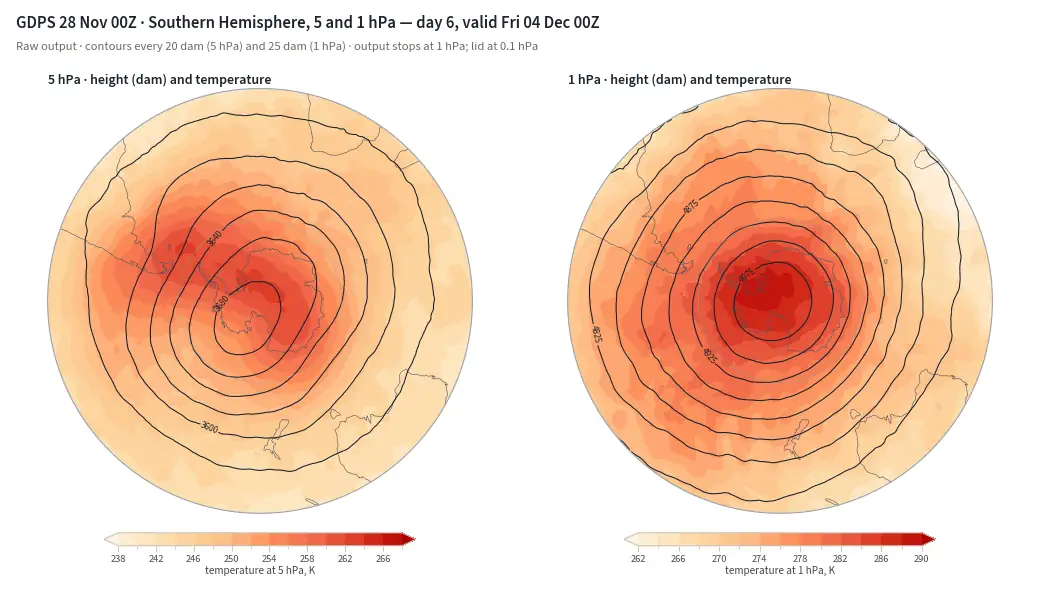 GDPS 28 Nov 00Z · Southern Hemisphere, 5 and 1 hPa — day 6, valid Fri 04 Dec 00Z
Raw output · contours every 20 dam (5 hPa) and 25 dam (1 hPa) · output stops at 1 hPa; lid at 0.1 hPa
5 hPa · height (dam) and temperature
1 hPa · height (dam) and temperature
3640
3680
3600
4875
4975
4925
4825
238 242 246 250 254 258 262 266
temperature at 5 hPa, K
262 266 270 274 278 282 286 290
temperature at 1 hPa, K